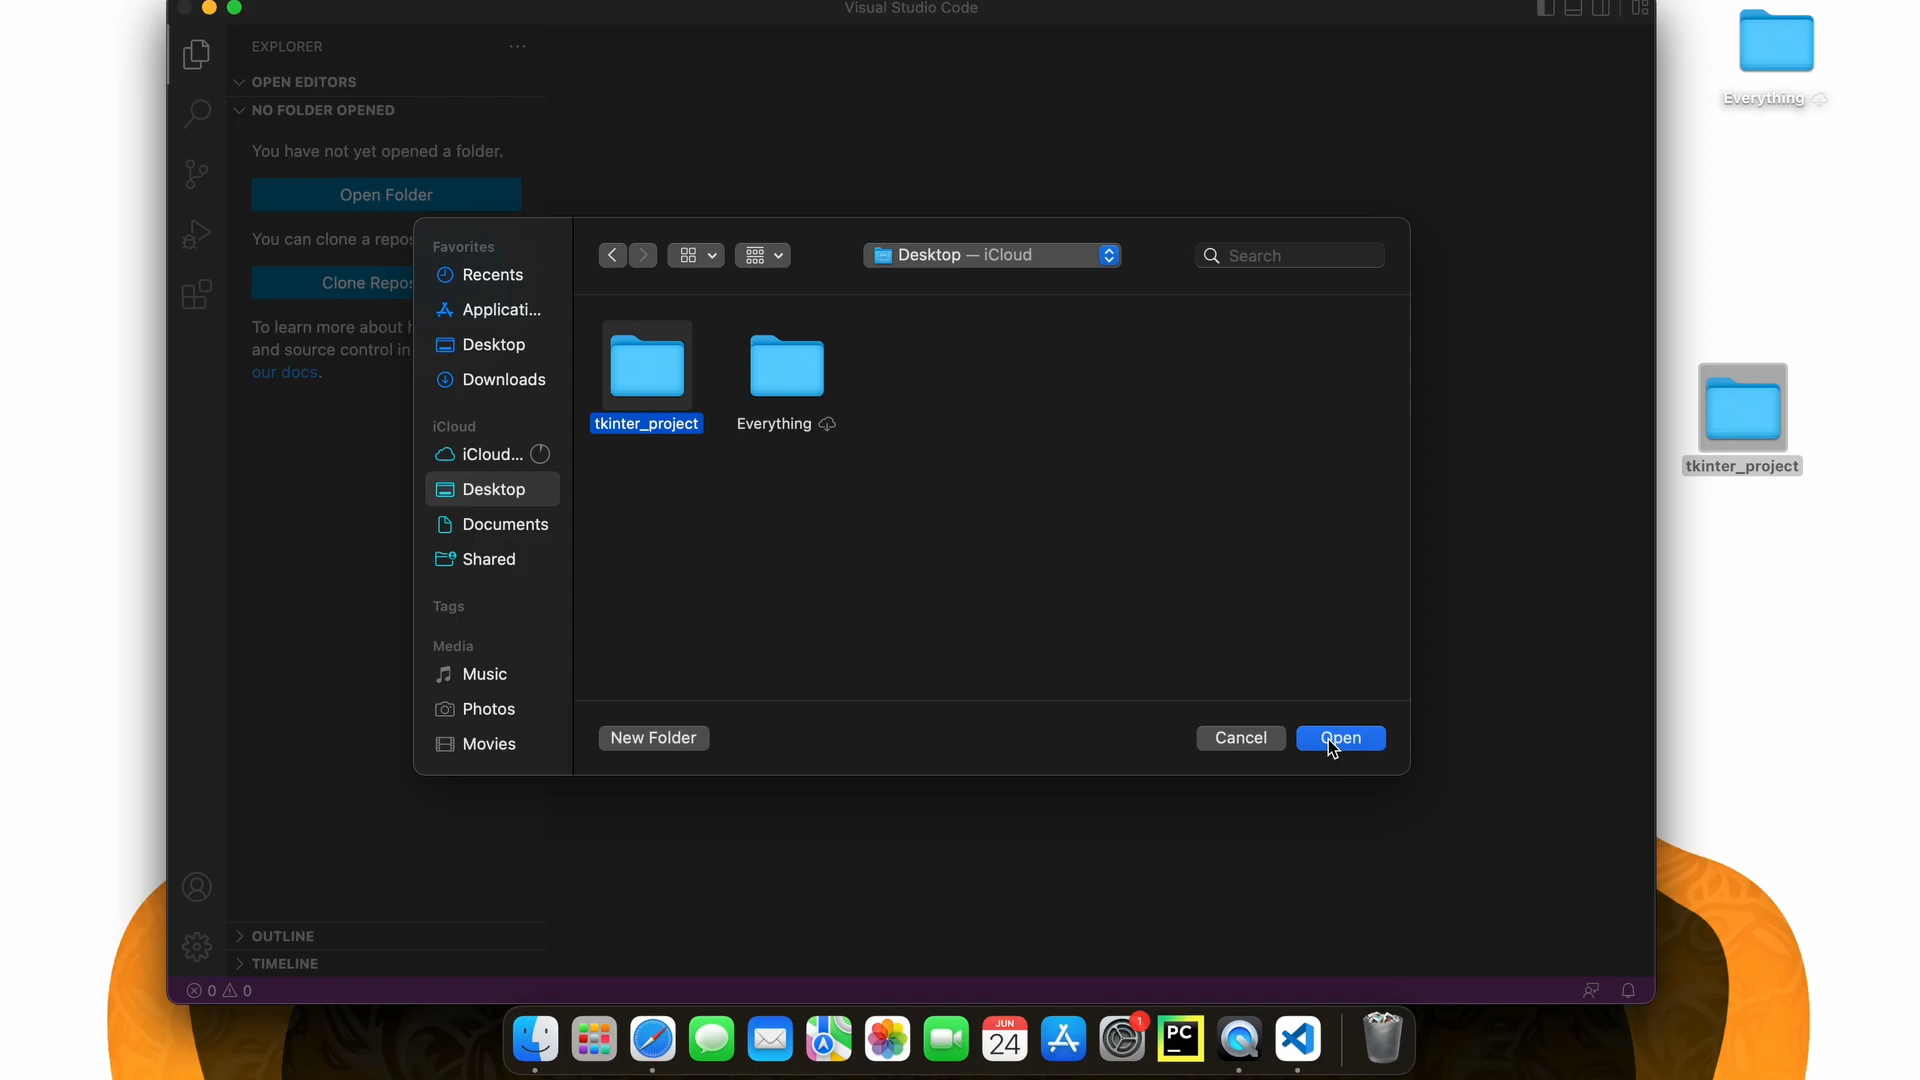 Visual Studio Code
EXPLORER
OPEN EDITORS
NO FOLDER OPENED
You have not yet opened a folder.
Open Folder
You can clone a repos
Clone Repos
To learn more about h
and source control in
our docs.
OUTLINE
TIMELINE
0 0
Favorites
Recents
Applicati...
Desktop
Downloads
iCloud
iCloud...
Desktop
Documents
Shared
Tags
Media
Music
Photos
Movies
Desktop — iCloud
Search
tkinter_project
Everything
New Folder
Cancel
Open
Everything
tkinter_project
JUN
24
1
PC